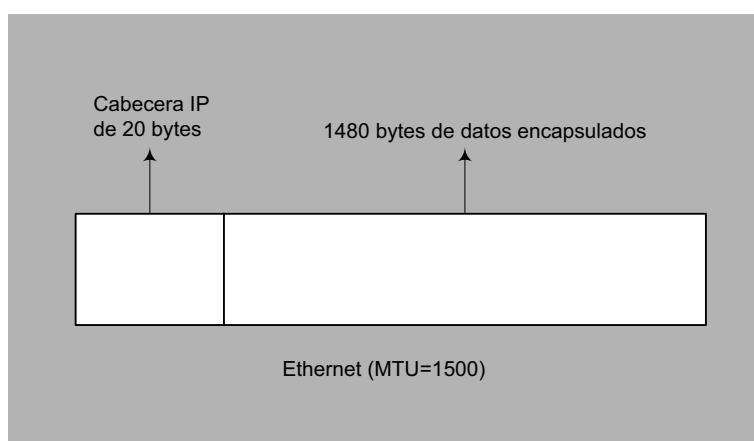 Cabecera IP
de 20 bytes
1480 bytes de datos encapsulados
Ethernet (MTU=1500)